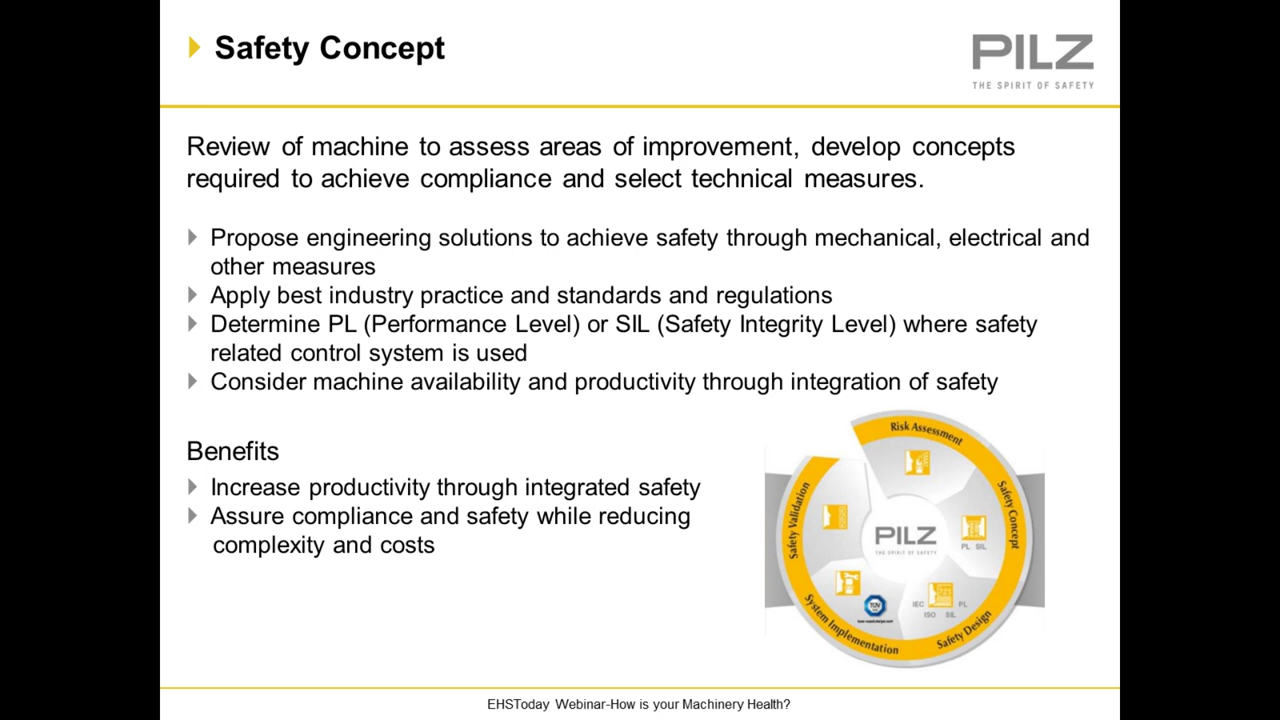 Safety Concept
PILZ
THE SPIRIT OF SAFETY
Review of machine to assess areas of improvement, develop concepts
required to achieve compliance and select technical measures.
Propose engineering solutions to achieve safety through mechanical, electrical and
other measures
Apply best industry practice and standards and regulations
Determine PL (Performance Level) or SIL (Safety Integrity Level) where safety
related control system is used
Consider machine availability and productivity through integration of safety
Benefits
Increase productivity through integrated safety
Assure compliance and safety while reducing
complexity and costs
Risk Assessment
Safety Concept
PL SIL
Safety Design
IEC PL
ISO SIL
System Implementation
TÜV
Safety Validation
PILZ
THE SPIRIT OF SAFETY
EHSToday Webinar-How is your Machinery Health?